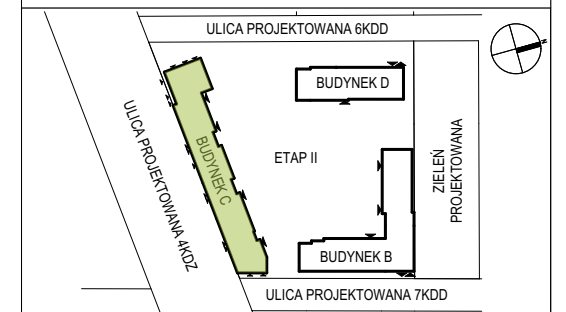 ULICA PROJEKTOWANA 6KDD
BUDYNEK D
ULICA PROJEKTOWANA 4KDZ
BUDYNEK C
ETAP II
ZIELEŃ
PROJEKTOWANA
BUDYNEK B
ULICA PROJEKTOWANA 7KDD